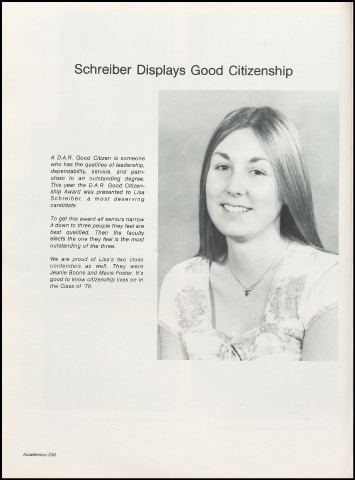 Schreiber Displays Good Citizenship
A D.A.R. Good Citizen is someone
who has the qualities of leadership,
dependability, service, and patri-
otism to an outstanding degree.
This year the D.A.R. Good Citizen-
ship Award was presented to Lisa
Schreiber, a most deserving
candidate.
To get this award all seniors narrow
it down to three people they feel are
best qualified. Then the faculty
elects the one they feel is the most
outstanding of the three.
We are proud of Lisa's two close
contenders as well. They were
Jeanie Boone and Mavis Foster. It's
good to know citizenship lives on in
the Class of '78.
Academics/239